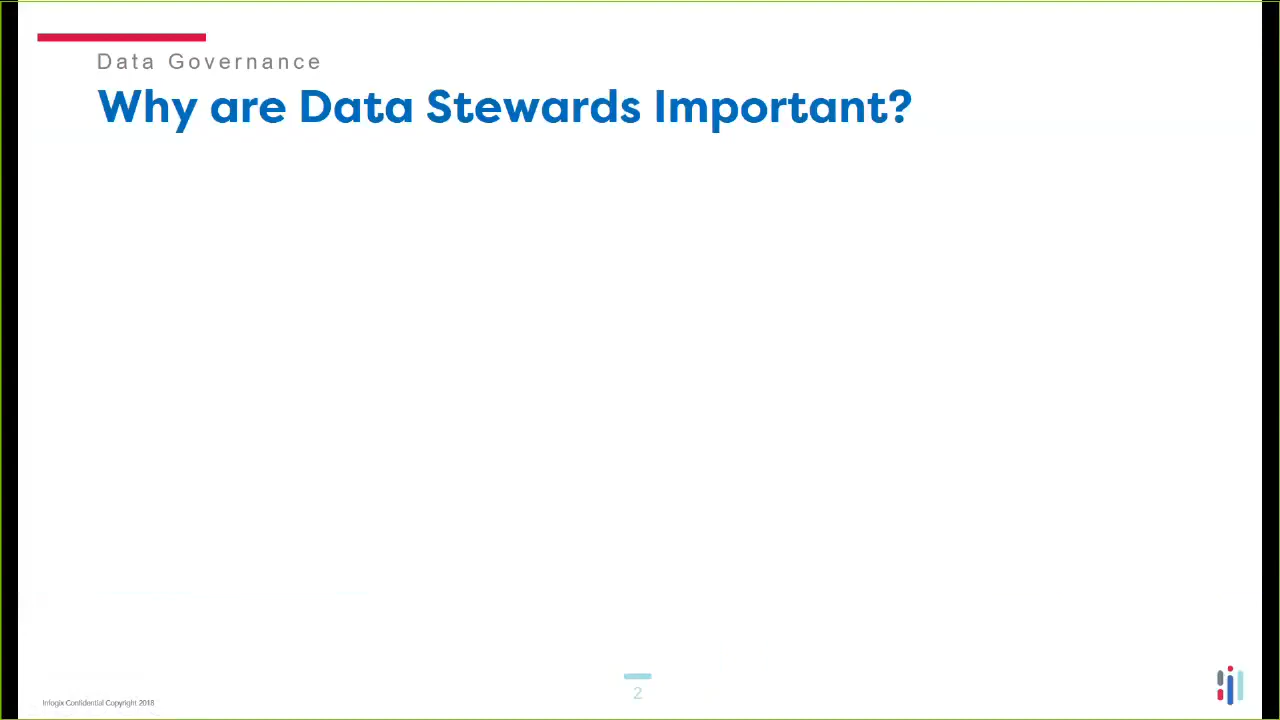 Data Governance
Why are Data Stewards Important?
2
Infogix Confidential Copyright 2018